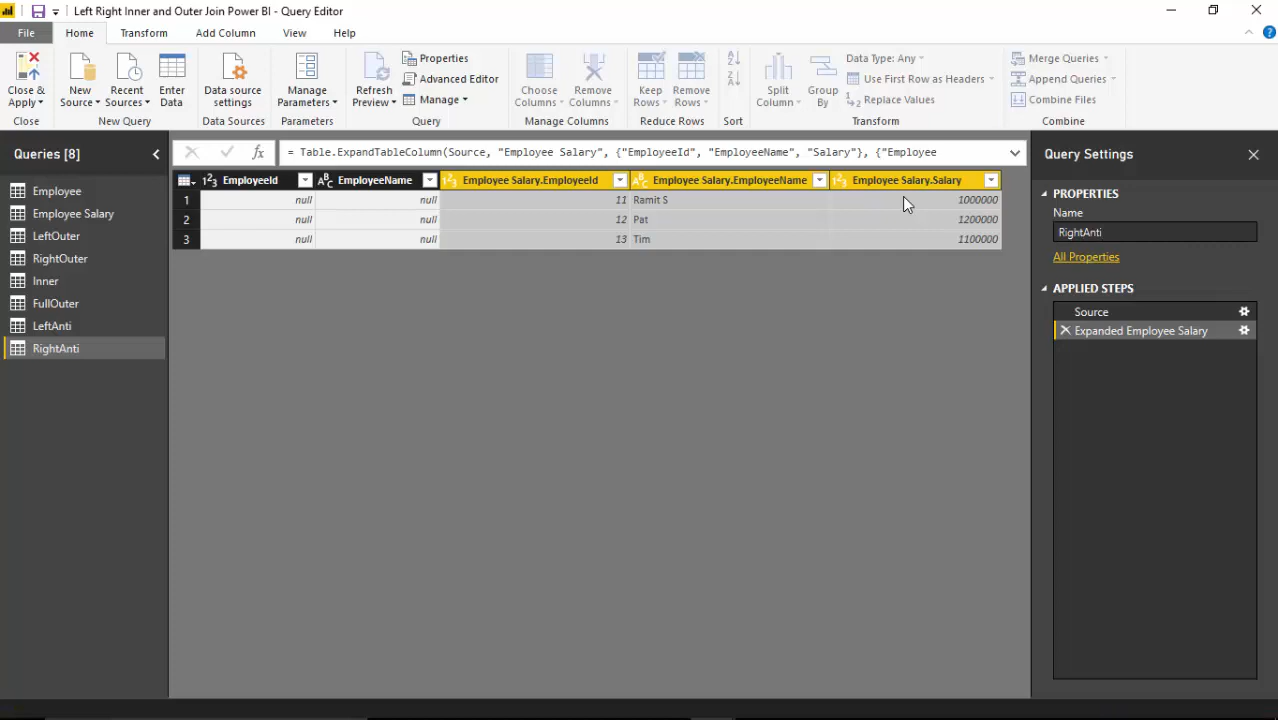 Left Right Inner and Outer Join Power BI - Query Editor
File Home Transform Add Column View Help
Close & Apply
New Source
Recent Sources
Enter Data
Data source settings
Manage Parameters
Refresh Preview
Properties
Advanced Editor
Manage
Choose Columns
Remove Columns
Keep Rows
Remove Rows
Split Column
Group By
Data Type: Any
Use First Row as Headers
Replace Values
Merge Queries
Append Queries
Combine Files
Close New Query Data Sources Parameters Query Manage Columns Reduce Rows Sort Transform Combine
Queries [8]
Employee
Employee Salary
LeftOuter
RightOuter
Inner
FullOuter
LeftAnti
RightAnti
fx = Table.ExpandTableColumn(Source, "Employee Salary", {"EmployeeId", "EmployeeName", "Salary"}, {"Employee
123 EmployeeId ABC EmployeeName 123 Employee Salary.EmployeeId ABC Employee Salary.EmployeeName 123 Employee Salary.Salary
1 null null 11 Ramit S 1000000
2 null null 12 Pat 1200000
3 null null 13 Tim 1100000
Query Settings
PROPERTIES
Name
RightAnti
All Properties
APPLIED STEPS
Source
Expanded Employee Salary